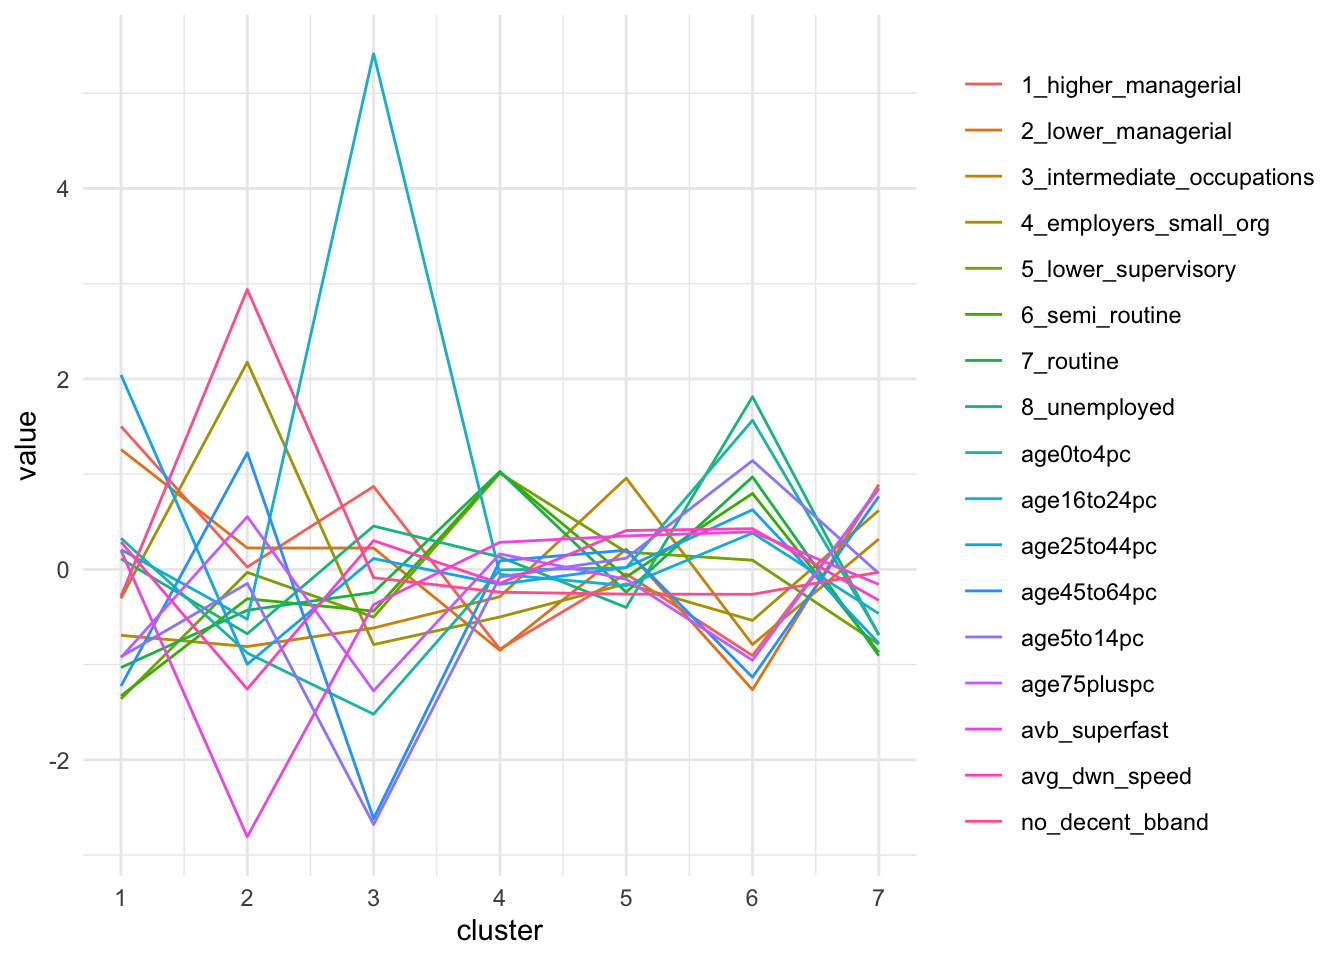 4
2
0
-2
value
1 2 3 4 5 6 7
cluster
1_higher_managerial
2_lower_managerial
3_intermediate_occupations
4_employers_small_org
5_lower_supervisory
6_semi_routine
7_routine
8_unemployed
age0to4pc
age16to24pc
age25to44pc
age45to64pc
age5to14pc
age75pluspc
avb_superfast
avg_dwn_speed
no_decent_bband